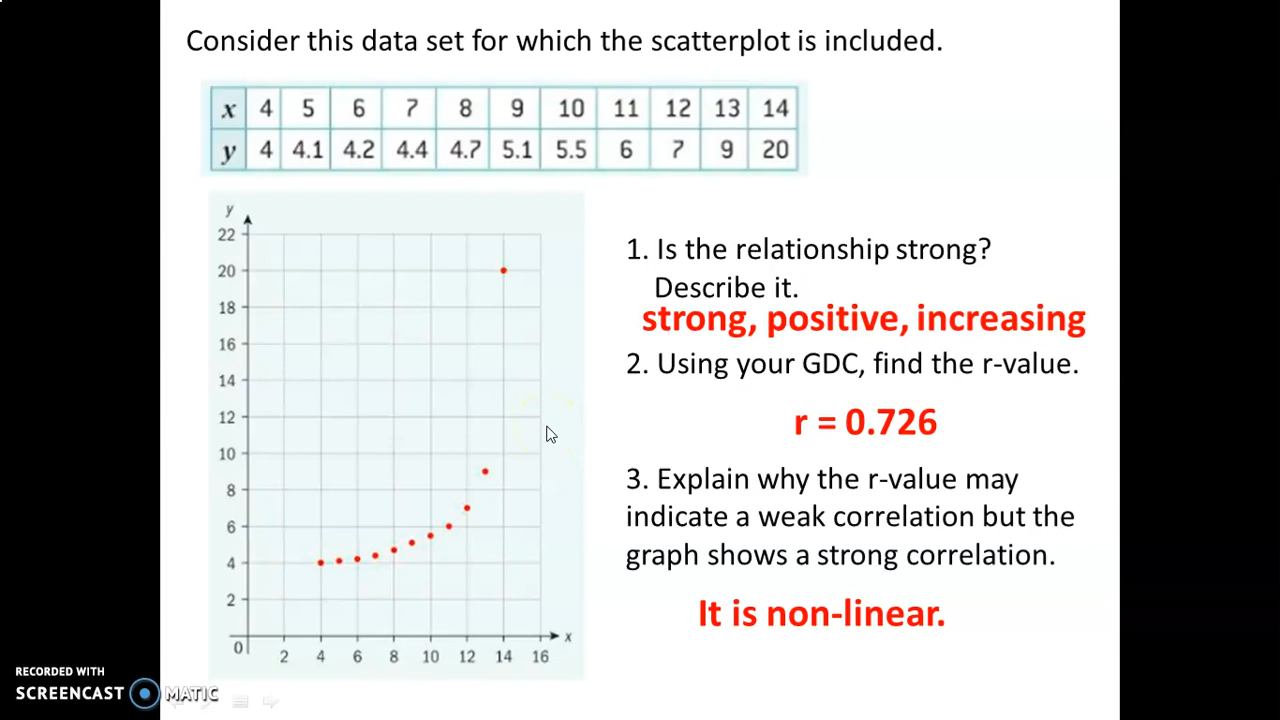 Consider this data set for which the scatterplot is included.
x 4 5 6 7 8 9 10 11 12 13 14
y 4 4.1 4.2 4.4 4.7 5.1 5.5 6 7 9 20
y
22
20
18
16
14
12
10
8
6
4
2
0 2 4 6 8 10 12 14 16 x
1. Is the relationship strong?
Describe it.
strong, positive, increasing
2. Using your GDC, find the r-value.
r = 0.726
3. Explain why the r-value may
indicate a weak correlation but the
graph shows a strong correlation.
It is non-linear.
RECORDED WITH
SCREENCAST MATIC